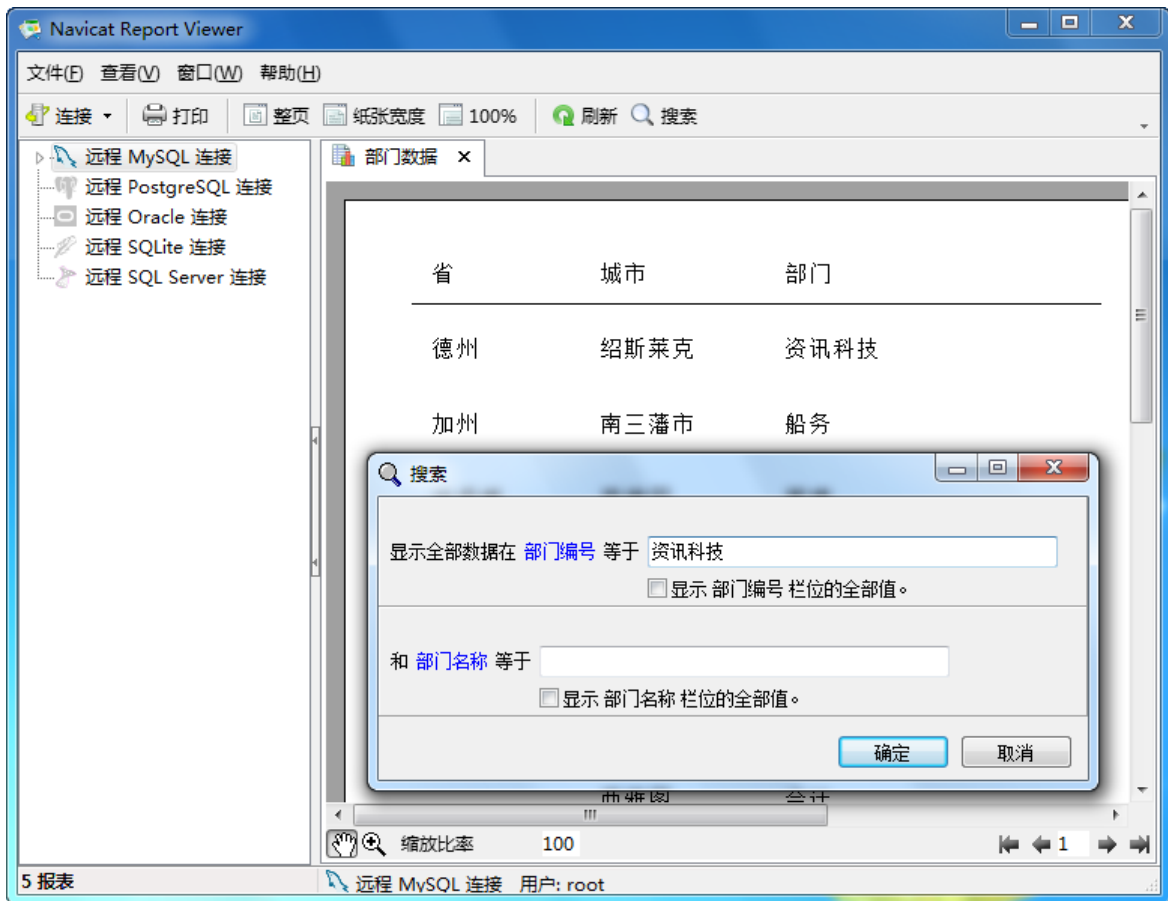 Navicat Report Viewer
文件(F) 查看(V) 窗口(W) 帮助(H)
连接 打印 整页 纸张宽度 100% 刷新 搜索
远程 MySQL 连接
远程 PostgreSQL 连接
远程 Oracle 连接
远程 SQLite 连接
远程 SQL Server 连接
部门数据
省 城市 部门
德州 绍斯莱克 资讯科技
加州 南三藩市 船务
搜索
显示全部数据在 部门编号 等于 资讯科技
显示 部门编号 栏位的全部值。
和 部门名称 等于
显示 部门名称 栏位的全部值。
确定 取消
西雅图 会计
缩放比率 100 1
5 报表 远程 MySQL 连接 用户: root